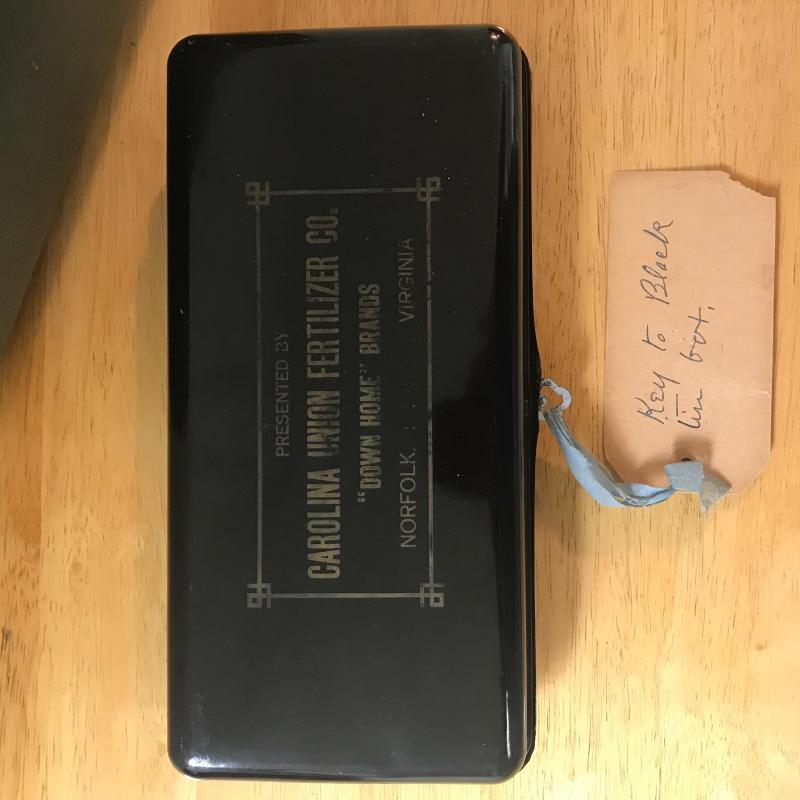 PRESENTED BY
CAROLINA UNION FERTILIZER CO.
"DOWN HOME" BRANDS
NORFOLK. : : : : : VIRGINIA
Key to Black
tin box.